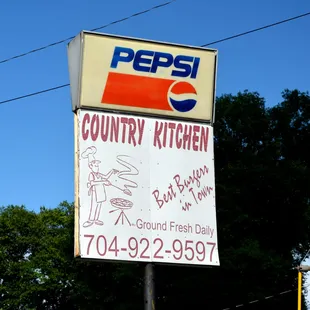 PEPSI
COUNTRY KITCHEN
Best Burgers
in Town
Ground Fresh Daily
704-922-9597